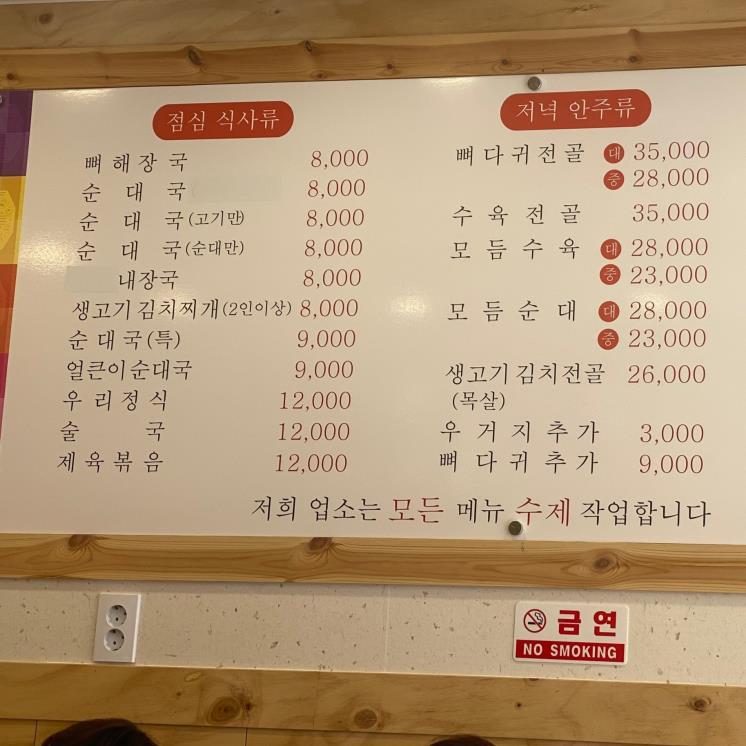 점심 식사류
뼈해장국 8,000
순대국 8,000
순대국(고기만) 8,000
순대국(순대만) 8,000
내장국 8,000
생고기김치찌개(2인이상) 8,000
순대국(특) 9,000
얼큰이순대국 9,000
우리정식 12,000
술국 12,000
제육볶음 12,000
저녁 안주류
뼈다귀전골 대 35,000
중 28,000
수육전골 35,000
모듬수육 대 28,000
중 23,000
모듬순대 대 28,000
중 23,000
생고기김치전골 26,000
(목살)
우거지추가 3,000
뼈다귀추가 9,000
저희 업소는 모든 메뉴 수제 작업합니다
금연
NO SMOKING